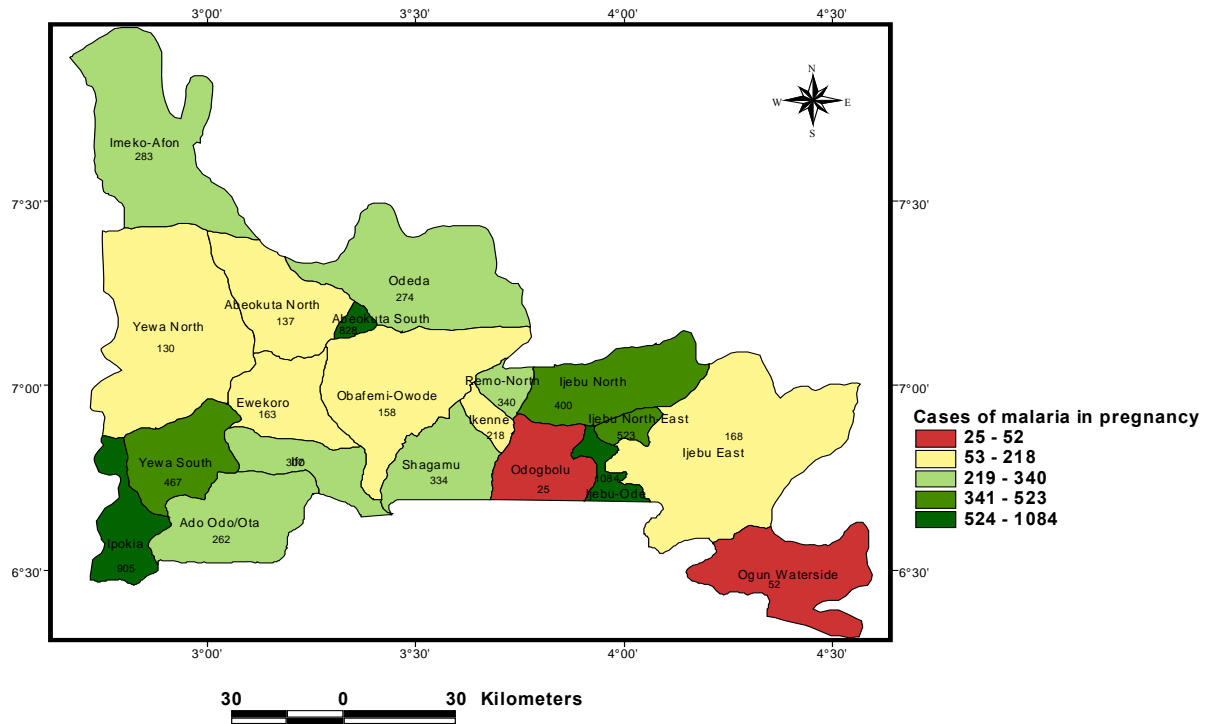 3°00' 3°30' 4°00' 4°30'
N
W E
S
Imeko-Afon
283
7°30' 7°30'
Odeda
274
Abeokuta North
137
Abeokuta South
828
Yewa North
130
7°00' 7°00'
Remo-North
340
Ijebu North
400
Obafemi-Owode
158
Ewekoro
163
Ikenne
218
Ijebu North-East
523
168
Ijebu East
Cases of malaria in pregnancy
25 - 52
53 - 218
219 - 340
341 - 523
524 - 1084
Yewa South
467
Ifo
Shagamu
334
Odogbolu
25
1084
Ijebu-Ode
Ado Odo/Ota
262
Ipokia
905
6°30' 6°30'
Ogun Waterside
52
3°00' 3°30' 4°00' 4°30'
30 0 30 Kilometers